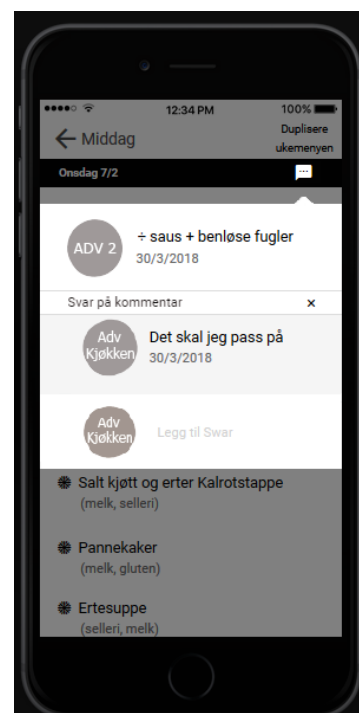 12:34 PM
100%
Middag
Duplisere
ukemenyen
Onsdag 7/2
ADV 2
÷ saus + benløse fugler
30/3/2018
Svar på kommentar
×
Adv
Kjøkken
Det skal jeg pass på
30/3/2018
Adv
Kjøkken
Legg til Swar
Salt kjøtt og erter Kalrotstappe
(melk, selleri)
Pannekaker
(melk, gluten)
Ertesuppe
(selleri, melk)